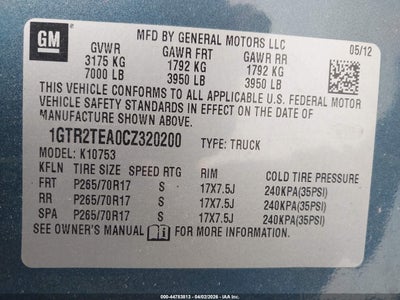 GM
MFD BY GENERAL MOTORS LLC
05/12
GVWR GAWR FRT GAWR RR
3175 KG 1792 KG 1792 KG
7000 LB 3950 LB 3950 LB
THIS VEHICLE CONFORMS TO ALL APPLICABLE U.S. FEDERAL MOTOR
VEHICLE SAFETY STANDARDS IN EFFECT ON THE DATE OF
MANUFACTURE SHOWN ABOVE.
1GTR2TEA0CZ320200 TYPE: TRUCK
MODEL: K10753
KFLN TIRE SIZE SPEED RTG RIM COLD TIRE PRESSURE
FRT P265/70R17 S 17X7.5J 240KPA(35PSI)
RR P265/70R17 S 17X7.5J 240KPA(35PSI)
SPA P265/70R17 S 17X7.5J 240KPA(35PSI)
SEE OWNER'S MANUAL FOR MORE INFORMATION.
000-44783813 - 04/02/2026 - IAA Inc.